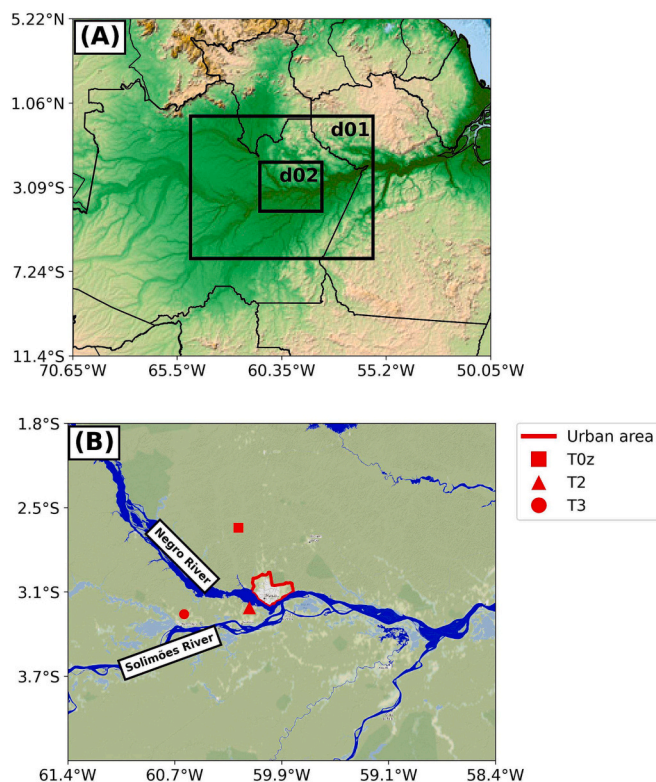 5.22°N
(A)
1.06°N
d01
d02
3.09°S
7.24°S
11.4°S
70.65°W 65.5°W 60.35°W 55.2°W 50.05°W
1.8°S
(B)
Urban area
T0z
T2
T3
2.5°S
Negro River
3.1°S
Solimões River
3.7°S
61.4°W 60.7°W 59.9°W 59.1°W 58.4°W